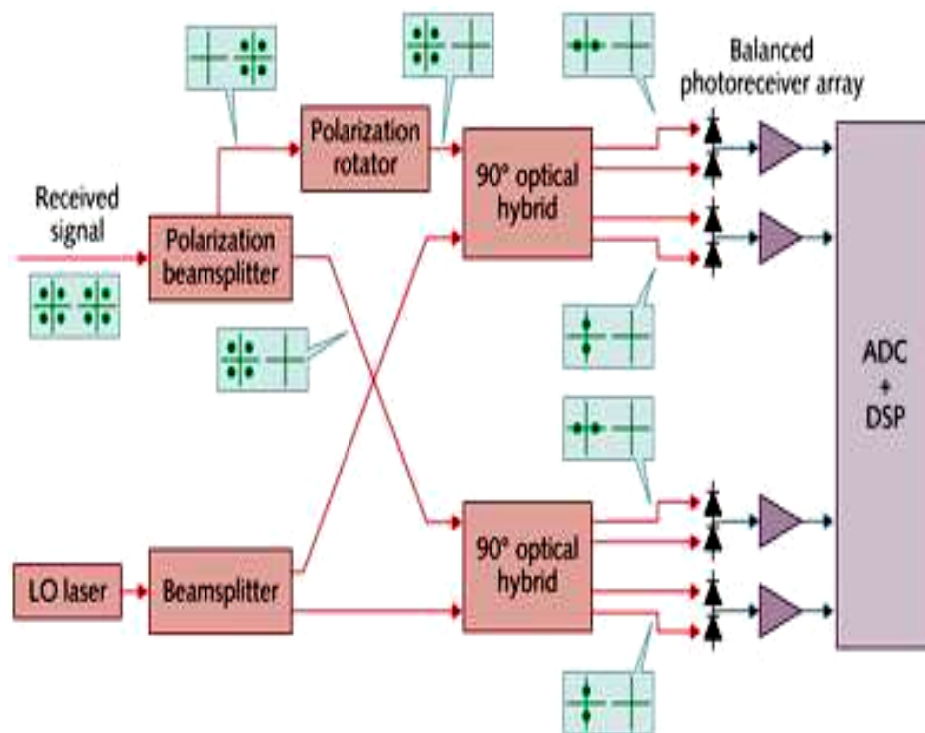 Balanced
photoreceiver array
Polarization
rotator
90° optical
hybrid
Received
signal
Polarization
beamsplitter
ADC
+
DSP
90° optical
hybrid
LO laser
Beamsplitter